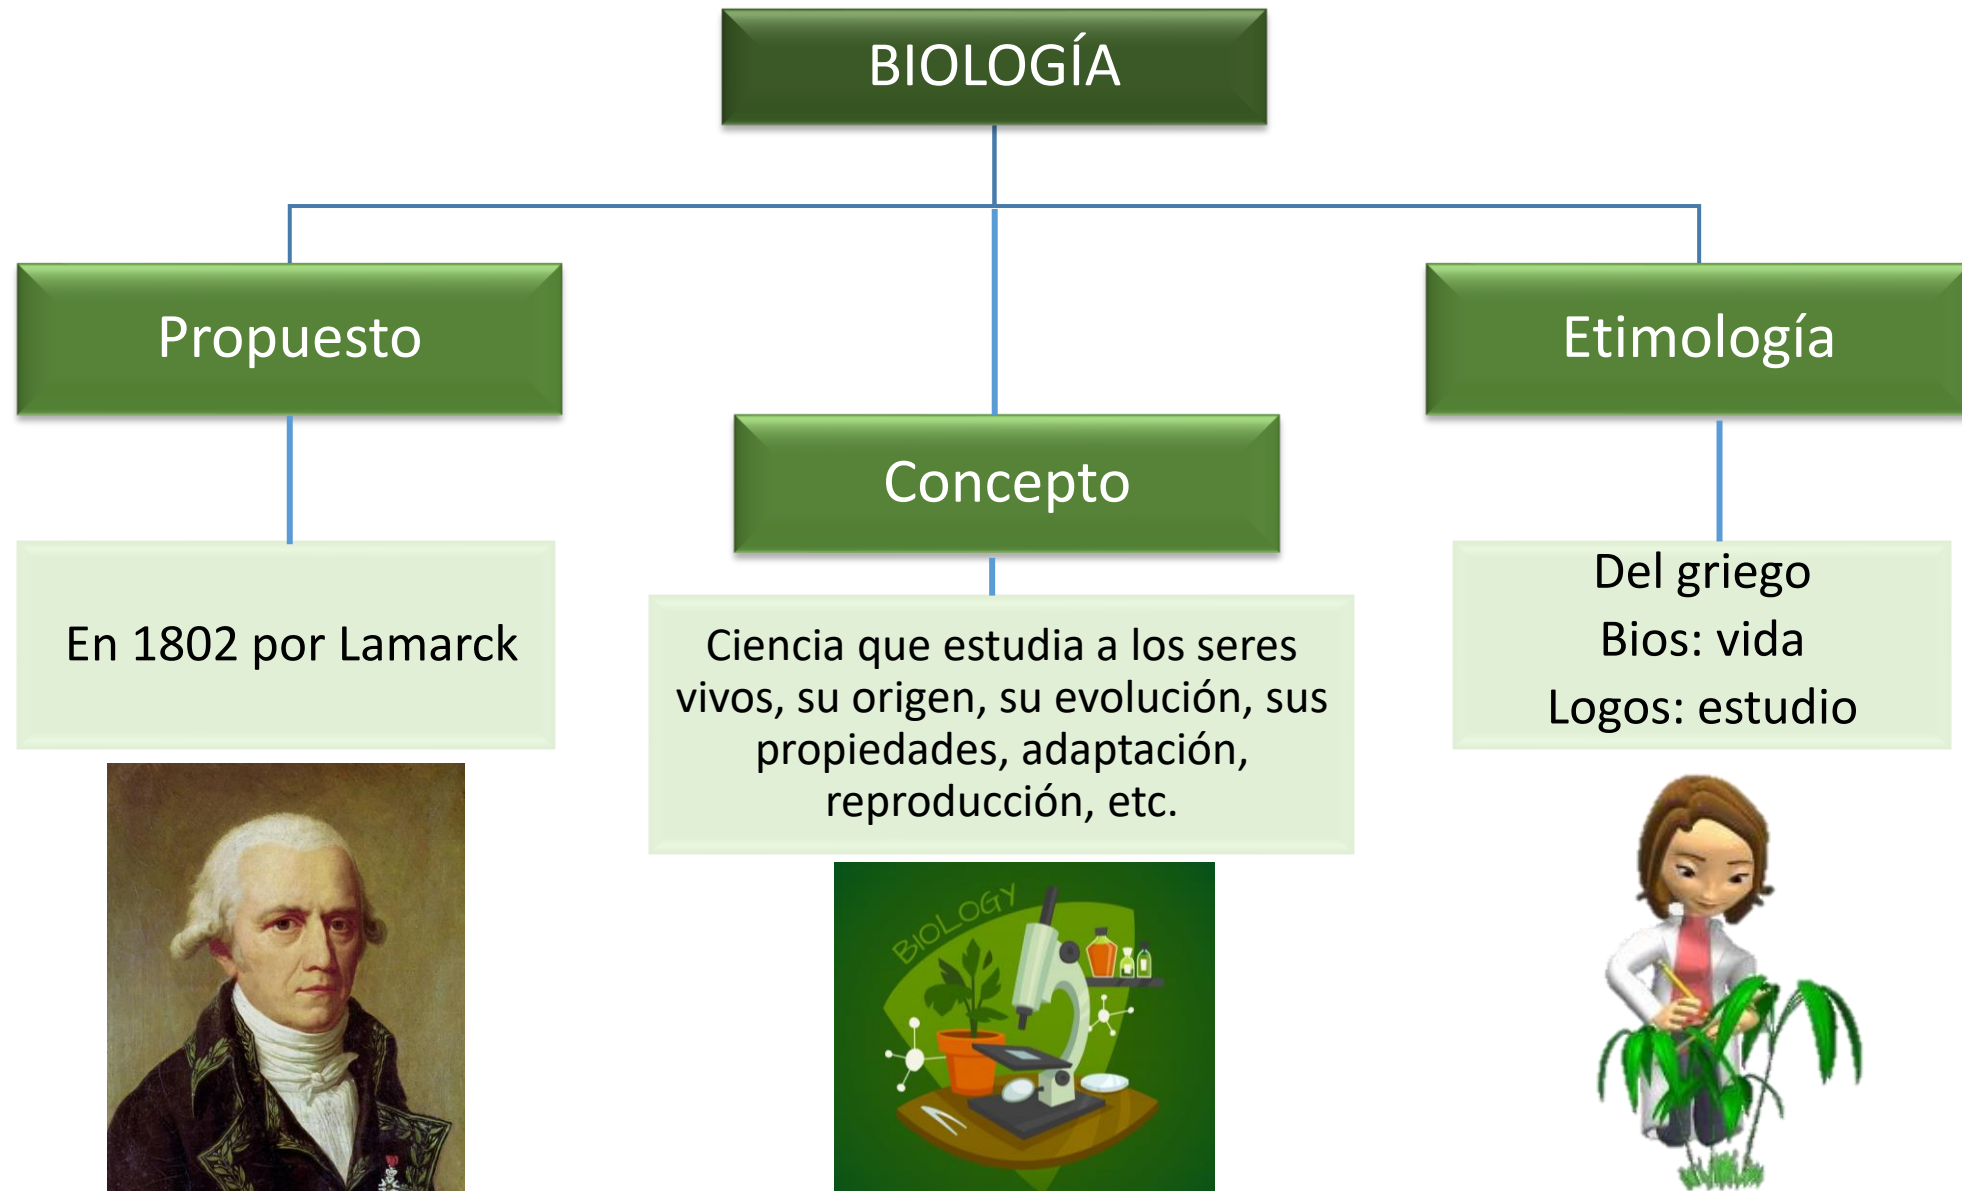 BIOLOGÍA
Propuesto
En 1802 por Lamarck
Concepto
Ciencia que estudia a los seres
vivos, su origen, su evolución, sus
propiedades, adaptación,
reproducción, etc.
BIOLOGY
Etimología
Del griego
Bios: vida
Logos: estudio